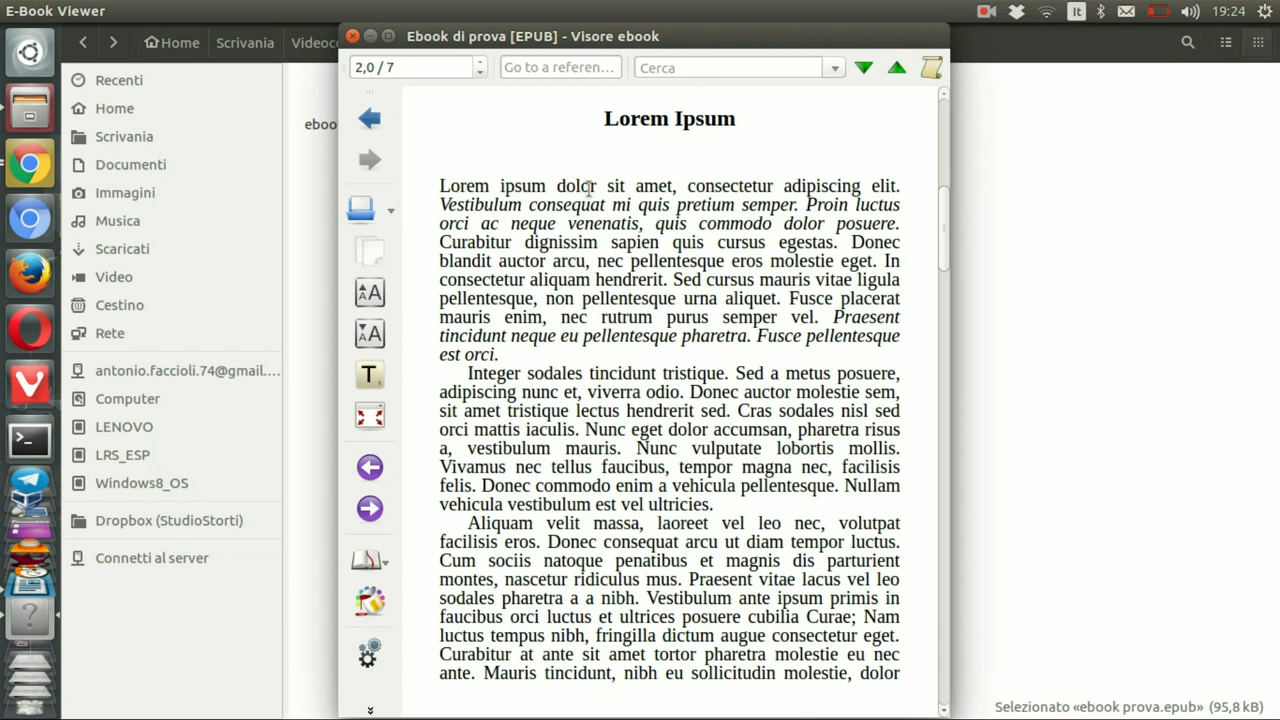 E-Book Viewer
It
19:24
Home
Scrivania
Videoc
Ebook di prova [EPUB] - Visore ebook
2,0 / 7
Go to a referen...
Cerca
Recenti
Home
Scrivania
Documenti
Immagini
Musica
Scaricati
Video
Cestino
Rete
antonio.faccioli.74@gmail....
Computer
LENOVO
LRS_ESP
Windows8_OS
Dropbox (StudioStorti)
Connetti al server
eboo
Lorem Ipsum
Lorem ipsum dolor sit amet, consectetur adipiscing elit.
Vestibulum consequat mi quis pretium semper. Proin luctus
orci ac neque venenatis, quis commodo dolor posuere.
Curabitur dignissim sapien quis cursus egestas. Donec
blandit auctor arcu, nec pellentesque eros molestie eget. In
consectetur aliquam hendrerit. Sed cursus mauris vitae ligula
pellentesque, non pellentesque urna aliquet. Fusce placerat
mauris enim, nec rutrum purus semper vel. Praesent
tincidunt neque eu pellentesque pharetra. Fusce pellentesque
est orci.
Integer sodales tincidunt tristique. Sed a metus posuere,
adipiscing nunc et, viverra odio. Donec auctor molestie sem,
sit amet tristique lectus hendrerit sed. Cras sodales nisl sed
orci mattis iaculis. Nunc eget dolor accumsan, pharetra risus
a, vestibulum mauris. Nunc vulputate lobortis mollis.
Vivamus nec tellus faucibus, tempor magna nec, facilisis
felis. Donec commodo enim a vehicula pellentesque. Nullam
vehicula vestibulum est vel ultricies.
Aliquam velit massa, laoreet vel leo nec, volutpat
facilisis eros. Donec consequat arcu ut diam tempor luctus.
Cum sociis natoque penatibus et magnis dis parturient
montes, nascetur ridiculus mus. Praesent vitae lacus vel leo
sodales pharetra a a nibh. Vestibulum ante ipsum primis in
faucibus orci luctus et ultrices posuere cubilia Curae; Nam
luctus tempus nibh, fringilla dictum augue consectetur eget.
Curabitur at ante sit amet tortor pharetra molestie eu nec
ante. Mauris tincidunt, nibh eu sollicitudin molestie, dolor
Selezionato «ebook prova.epub» (95,8 kB)